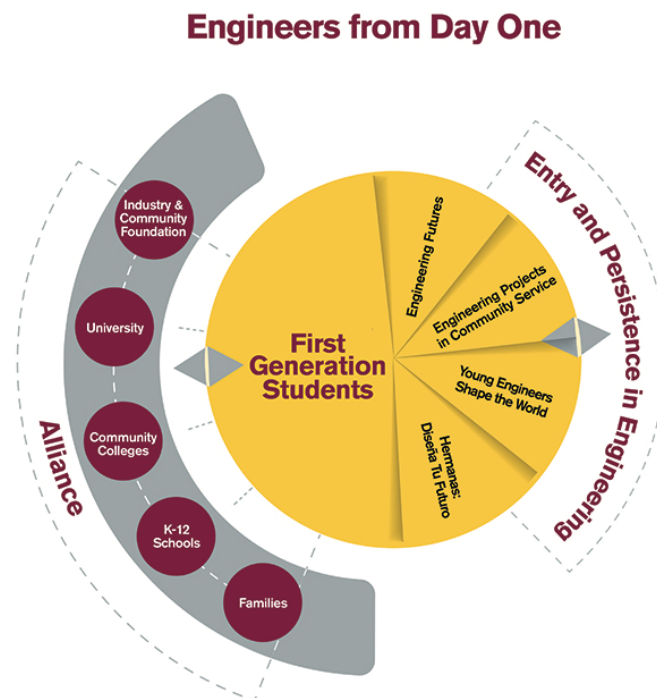 Engineers from Day One
Industry &
Community
Foundation
University
Community
Colleges
K-12
Schools
Families
Alliance
First
Generation
Students
Engineering Futures
Engineering Projects
in Community Service
Young Engineers
Shape the World
Hermanas:
Diseña Tu Futuro
Entry and Persistence in Engineering